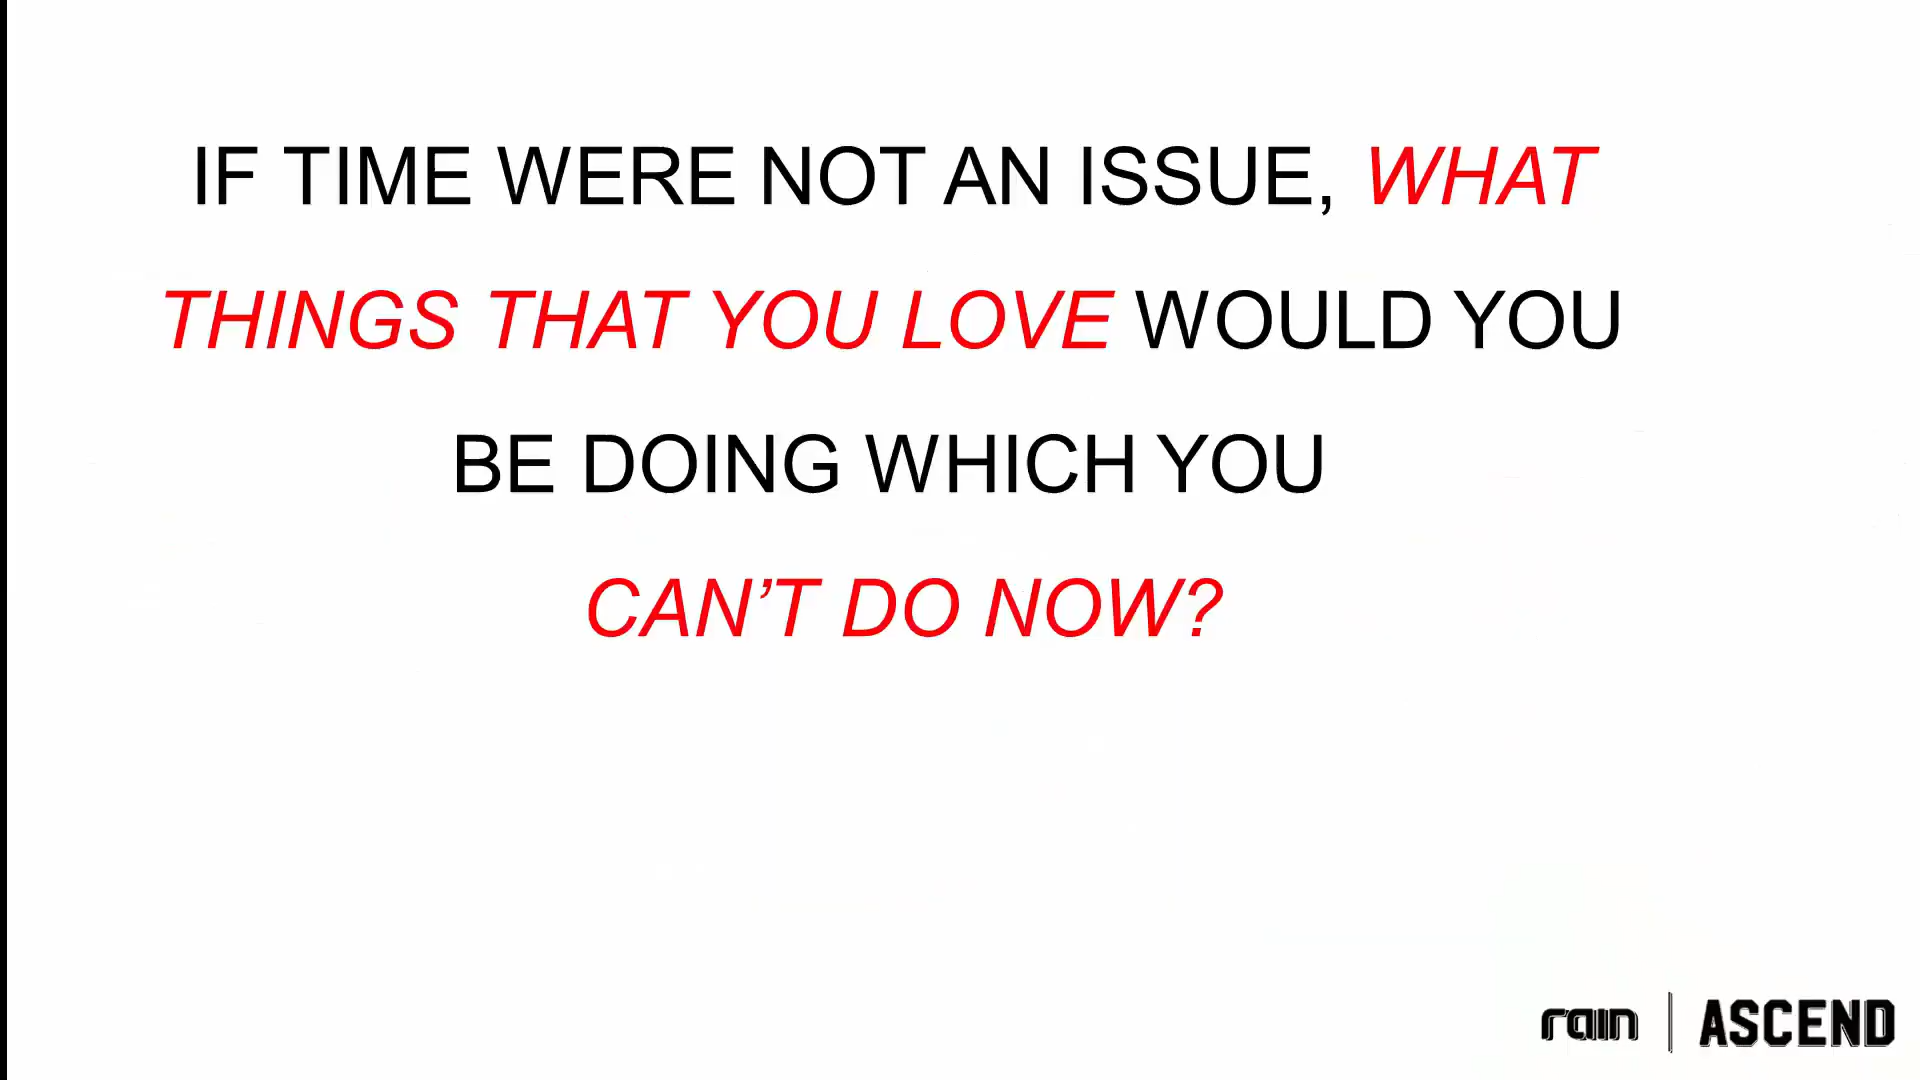 IF TIME WERE NOT AN ISSUE, WHAT
THINGS THAT YOU LOVE WOULD YOU
BE DOING WHICH YOU
CAN’T DO NOW?
rain | ASCEND